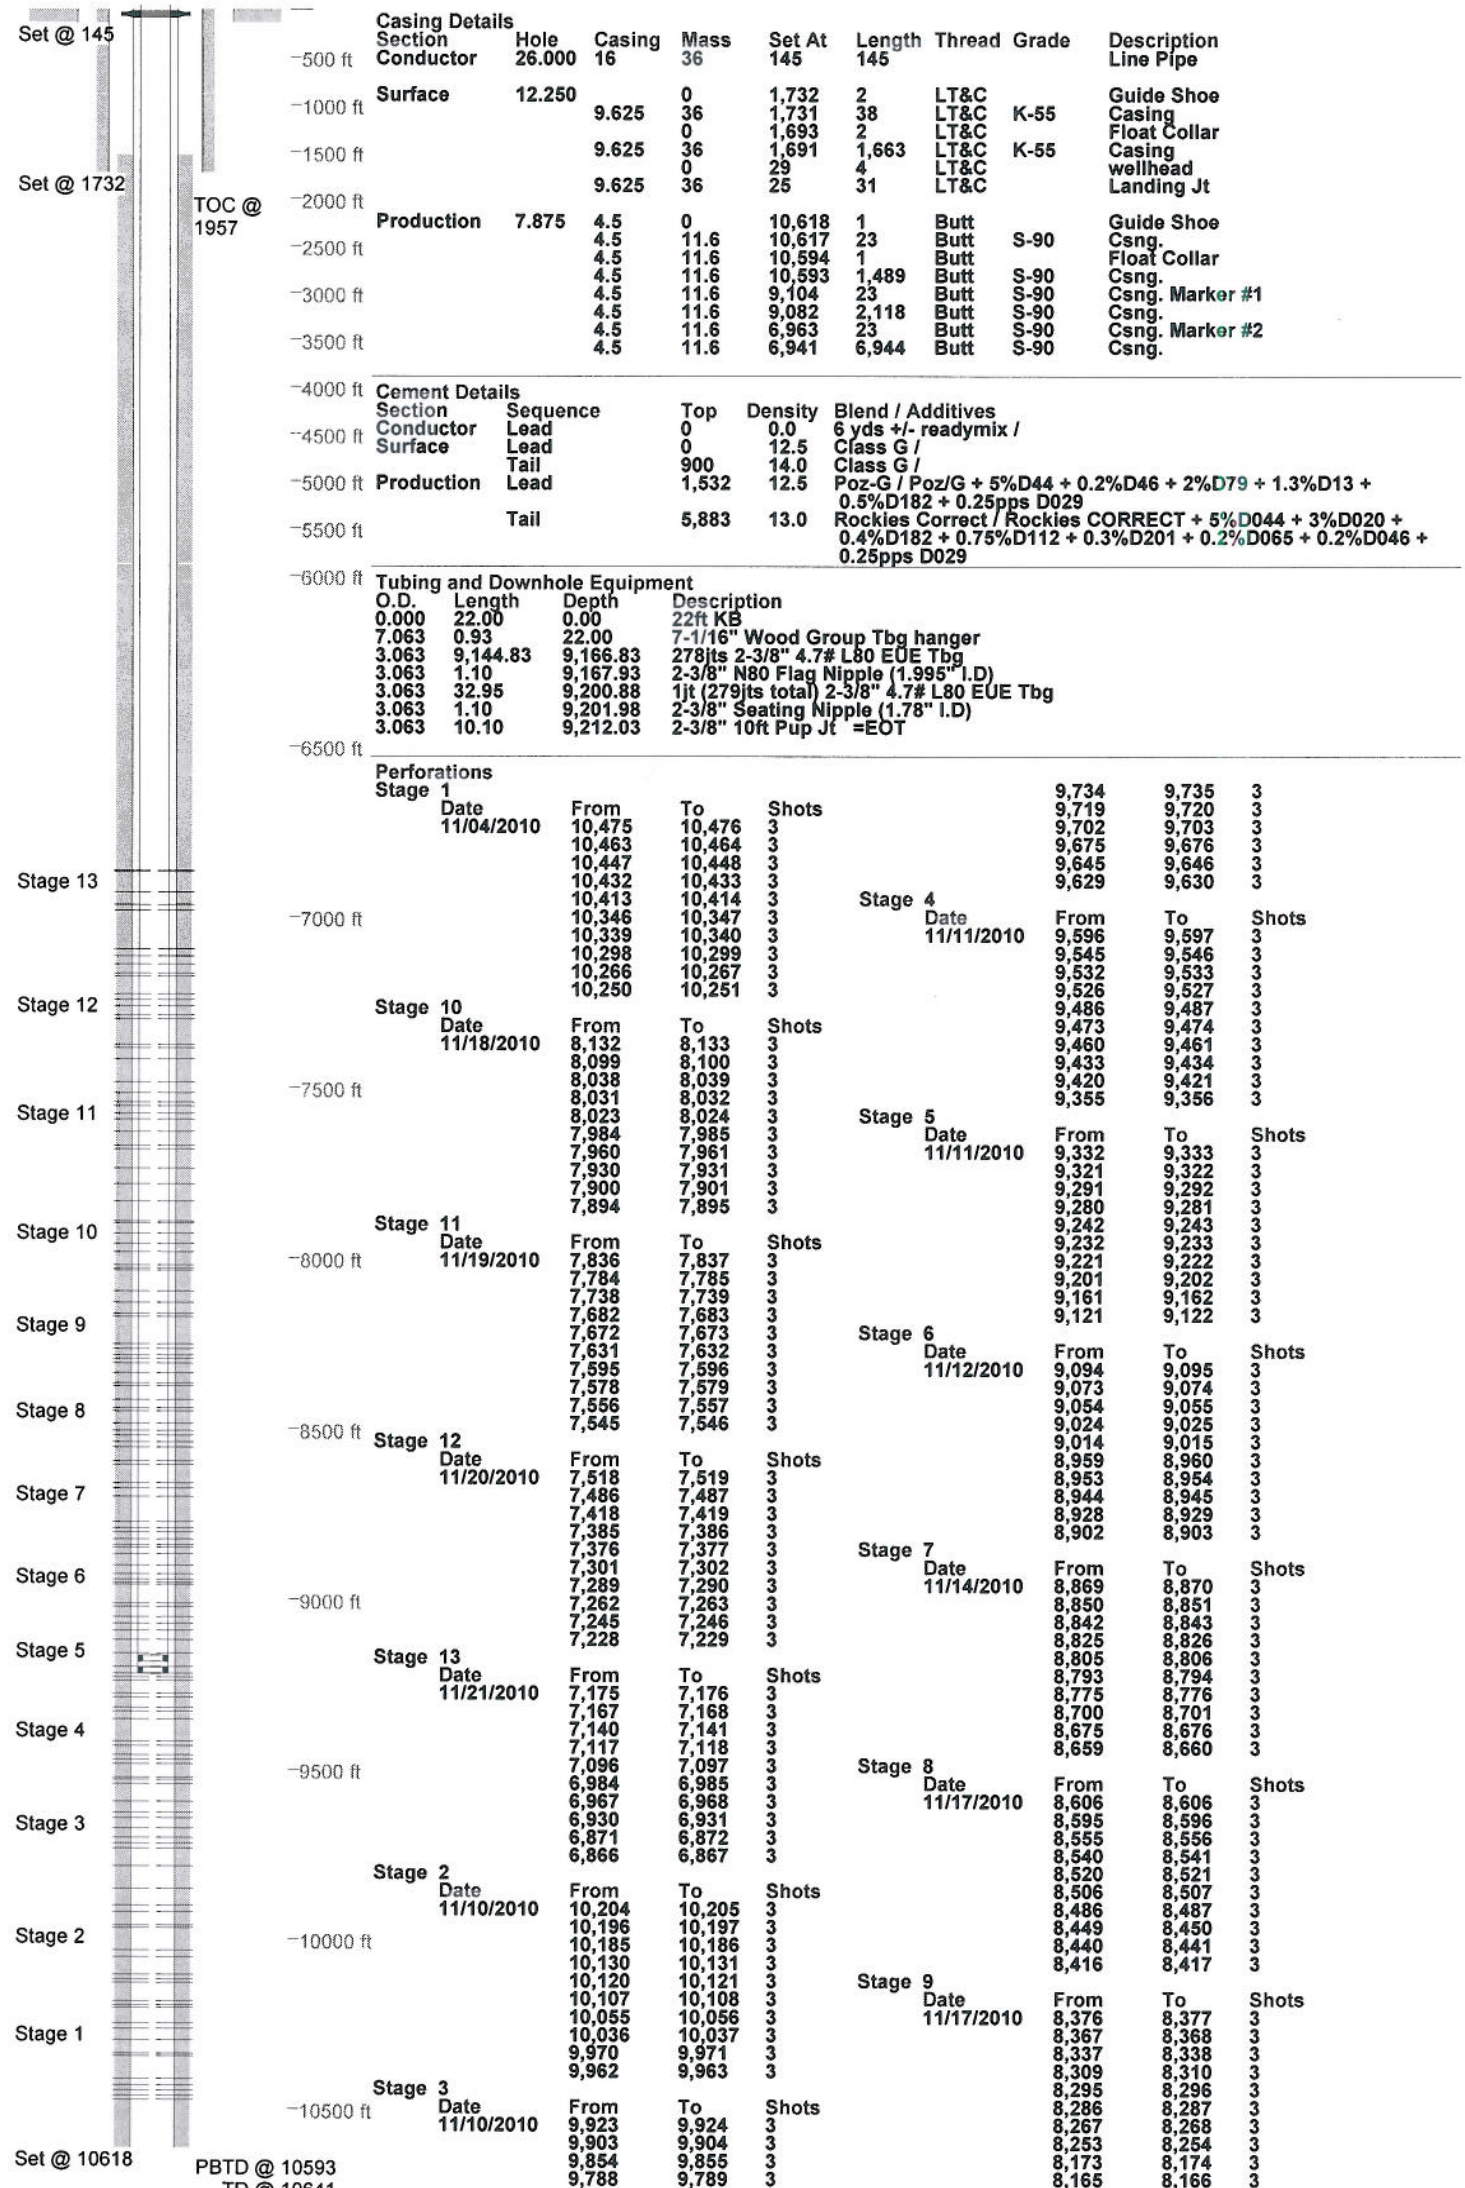 Set @ 145
Set @ 1732
TOC @
1957
Stage 13
Stage 12
Stage 11
Stage 10
Stage 9
Stage 8
Stage 7
Stage 6
Stage 5
Stage 4
Stage 3
Stage 2
Stage 1
Set @ 10618
PBTD @ 10593
TD @ 10641
500 ft
1000 ft
1500 ft
2000 ft
2500 ft
3000 ft
3500 ft
4000 ft
4500 ft
5000 ft
5500 ft
6000 ft
6500 ft
7000 ft
7500 ft
8000 ft
8500 ft
9000 ft
9500 ft
10000 ft
10500 ft
Casing Details
Section Hole Casing Mass Set At Length Thread Grade Description
Conductor 26.000 16 36 145 145 Line Pipe
Surface 12.250 0 1,732 2 LT&C Guide Shoe
9.625 36 1,731 38 LT&C K-55 Casing
0 1,693 2 LT&C Float Collar
9.625 36 1,691 1,663 LT&C K-55 Casing
0 29 4 LT&C wellhead
9.625 36 25 31 LT&C Landing Jt
Production 7.875 4.5 0 10,618 1 Butt Guide Shoe
4.5 11.6 10,617 23 Butt S-90 Csng.
4.5 11.6 10,594 1 Butt Float Collar
4.5 11.6 10,593 1,489 Butt S-90 Csng.
4.5 11.6 9,104 23 Butt S-90 Csng. Marker #1
4.5 11.6 9,082 2,118 Butt S-90 Csng.
4.5 11.6 6,963 23 Butt S-90 Csng. Marker #2
4.5 11.6 6,941 6,944 Butt S-90 Csng.
Cement Details
Section Sequence Top Density Blend / Additives
Conductor Lead 0 0.0 6 yds +/- readymix /
Surface Lead 0 12.5 Class G /
Tail 900 14.0 Class G /
Production Lead 1,532 12.5 Poz-G / Poz/G + 5%D44 + 0.2%D46 + 2%D79 + 1.3%D13 +
0.5%D182 + 0.25pps D029
Tail 5,883 13.0 Rockies Correct / Rockies CORRECT + 5%D044 + 3%D020 +
0.4%D182 + 0.75%D112 + 0.3%D201 + 0.2%D065 + 0.2%D046 +
0.25pps D029
Tubing and Downhole Equipment
O.D. Length Depth Description
0.000 22.00 0.00 22ft KB
7.063 0.93 22.00 7-1/16" Wood Group Tbg hanger
3.063 9,144.83 9,166.83 278jts 2-3/8" 4.7# L80 EUE Tbg
3.063 1.10 9,167.93 2-3/8" N80 Flag Nipple (1.995" I.D)
3.063 32.95 9,200.88 1jt (279jts total) 2-3/8" 4.7# L80 EUE Tbg
3.063 1.10 9,201.98 2-3/8" Seating Nipple (1.78" I.D)
3.063 10.10 9,212.03 2-3/8" 10ft Pup Jt =EOT
Perforations
Stage 1
Date From To Shots
11/04/2010 10,475 10,476 3
10,463 10,464 3
10,447 10,448 3
10,432 10,433 3
10,413 10,414 3
10,346 10,347 3
10,339 10,340 3
10,298 10,299 3
10,266 10,267 3
10,250 10,251 3
Stage 10
Date From To Shots
11/18/2010 8,132 8,133 3
8,099 8,100 3
8,038 8,039 3
8,031 8,032 3
8,023 8,024 3
7,984 7,985 3
7,960 7,961 3
7,930 7,931 3
7,900 7,901 3
7,894 7,895 3
Stage 11
Date From To Shots
11/19/2010 7,836 7,837 3
7,784 7,785 3
7,738 7,739 3
7,682 7,683 3
7,672 7,673 3
7,631 7,632 3
7,595 7,596 3
7,578 7,579 3
7,556 7,557 3
7,545 7,546 3
Stage 12
Date From To Shots
11/20/2010 7,518 7,519 3
7,486 7,487 3
7,418 7,419 3
7,385 7,386 3
7,376 7,377 3
7,301 7,302 3
7,289 7,290 3
7,262 7,263 3
7,245 7,246 3
7,228 7,229 3
Stage 13
Date From To Shots
11/21/2010 7,175 7,176 3
7,167 7,168 3
7,140 7,141 3
7,117 7,118 3
7,096 7,097 3
6,984 6,985 3
6,967 6,968 3
6,930 6,931 3
6,871 6,872 3
6,866 6,867 3
Stage 2
Date From To Shots
11/10/2010 10,204 10,205 3
10,196 10,197 3
10,185 10,186 3
10,130 10,131 3
10,120 10,121 3
10,107 10,108 3
10,055 10,056 3
10,036 10,037 3
9,970 9,971 3
9,962 9,963 3
Stage 3
Date From To Shots
11/10/2010 9,923 9,924 3
9,903 9,904 3
9,854 9,855 3
9,788 9,789 3
9,734 9,735 3
9,719 9,720 3
9,702 9,703 3
9,675 9,676 3
9,645 9,646 3
9,629 9,630 3
Stage 4
Date From To Shots
11/11/2010 9,596 9,597 3
9,545 9,546 3
9,532 9,533 3
9,526 9,527 3
9,486 9,487 3
9,473 9,474 3
9,460 9,461 3
9,433 9,434 3
9,420 9,421 3
9,355 9,356 3
Stage 5
Date From To Shots
11/11/2010 9,332 9,333 3
9,321 9,322 3
9,291 9,292 3
9,280 9,281 3
9,242 9,243 3
9,232 9,233 3
9,221 9,222 3
9,201 9,202 3
9,161 9,162 3
9,121 9,122 3
Stage 6
Date From To Shots
11/12/2010 9,094 9,095 3
9,073 9,074 3
9,054 9,055 3
9,024 9,025 3
9,014 9,015 3
8,959 8,960 3
8,953 8,954 3
8,944 8,945 3
8,928 8,929 3
8,902 8,903 3
Stage 7
Date From To Shots
11/14/2010 8,869 8,870 3
8,850 8,851 3
8,842 8,843 3
8,825 8,826 3
8,805 8,806 3
8,793 8,794 3
8,775 8,776 3
8,700 8,701 3
8,675 8,676 3
8,659 8,660 3
Stage 8
Date From To Shots
11/17/2010 8,606 8,606 3
8,595 8,596 3
8,555 8,556 3
8,540 8,541 3
8,520 8,521 3
8,506 8,507 3
8,486 8,487 3
8,449 8,450 3
8,440 8,441 3
8,416 8,417 3
Stage 9
Date From To Shots
11/17/2010 8,376 8,377 3
8,367 8,368 3
8,337 8,338 3
8,309 8,310 3
8,295 8,296 3
8,286 8,287 3
8,267 8,268 3
8,253 8,254 3
8,173 8,174 3
8,165 8,166 3